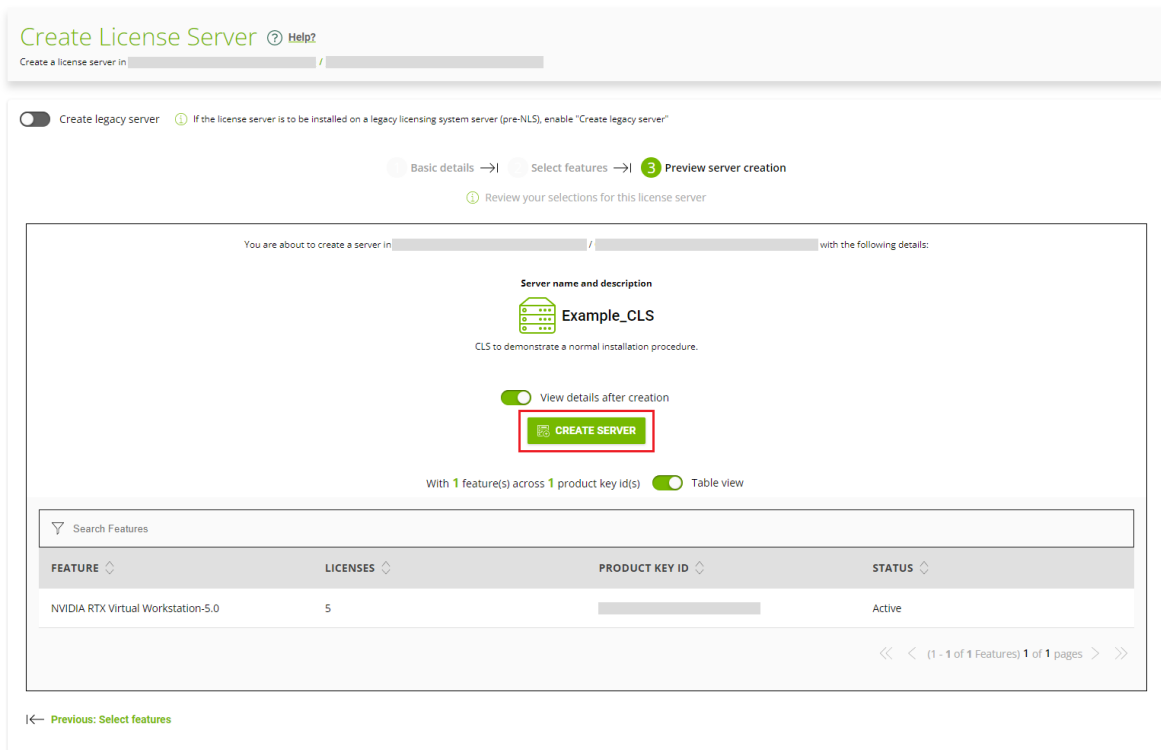 Create License Server ? Help?
Create a license server in /
Create legacy server If the license server is to be installed on a legacy licensing system server (pre-NLS), enable "Create legacy server"
1 Basic details 2 Select features 3 Preview server creation
Review your selections for this license server
You are about to create a server in / with the following details:
Server name and description
Example_CLS
CLS to demonstrate a normal installation procedure.
View details after creation
CREATE SERVER
With 1 feature(s) across 1 product key id(s) Table view
Search Features
FEATURE LICENSES PRODUCT KEY ID STATUS
NVIDIA RTX Virtual Workstation-5.0 5 Active
(1 - 1 of 1 Features) 1 of 1 pages
Previous: Select features